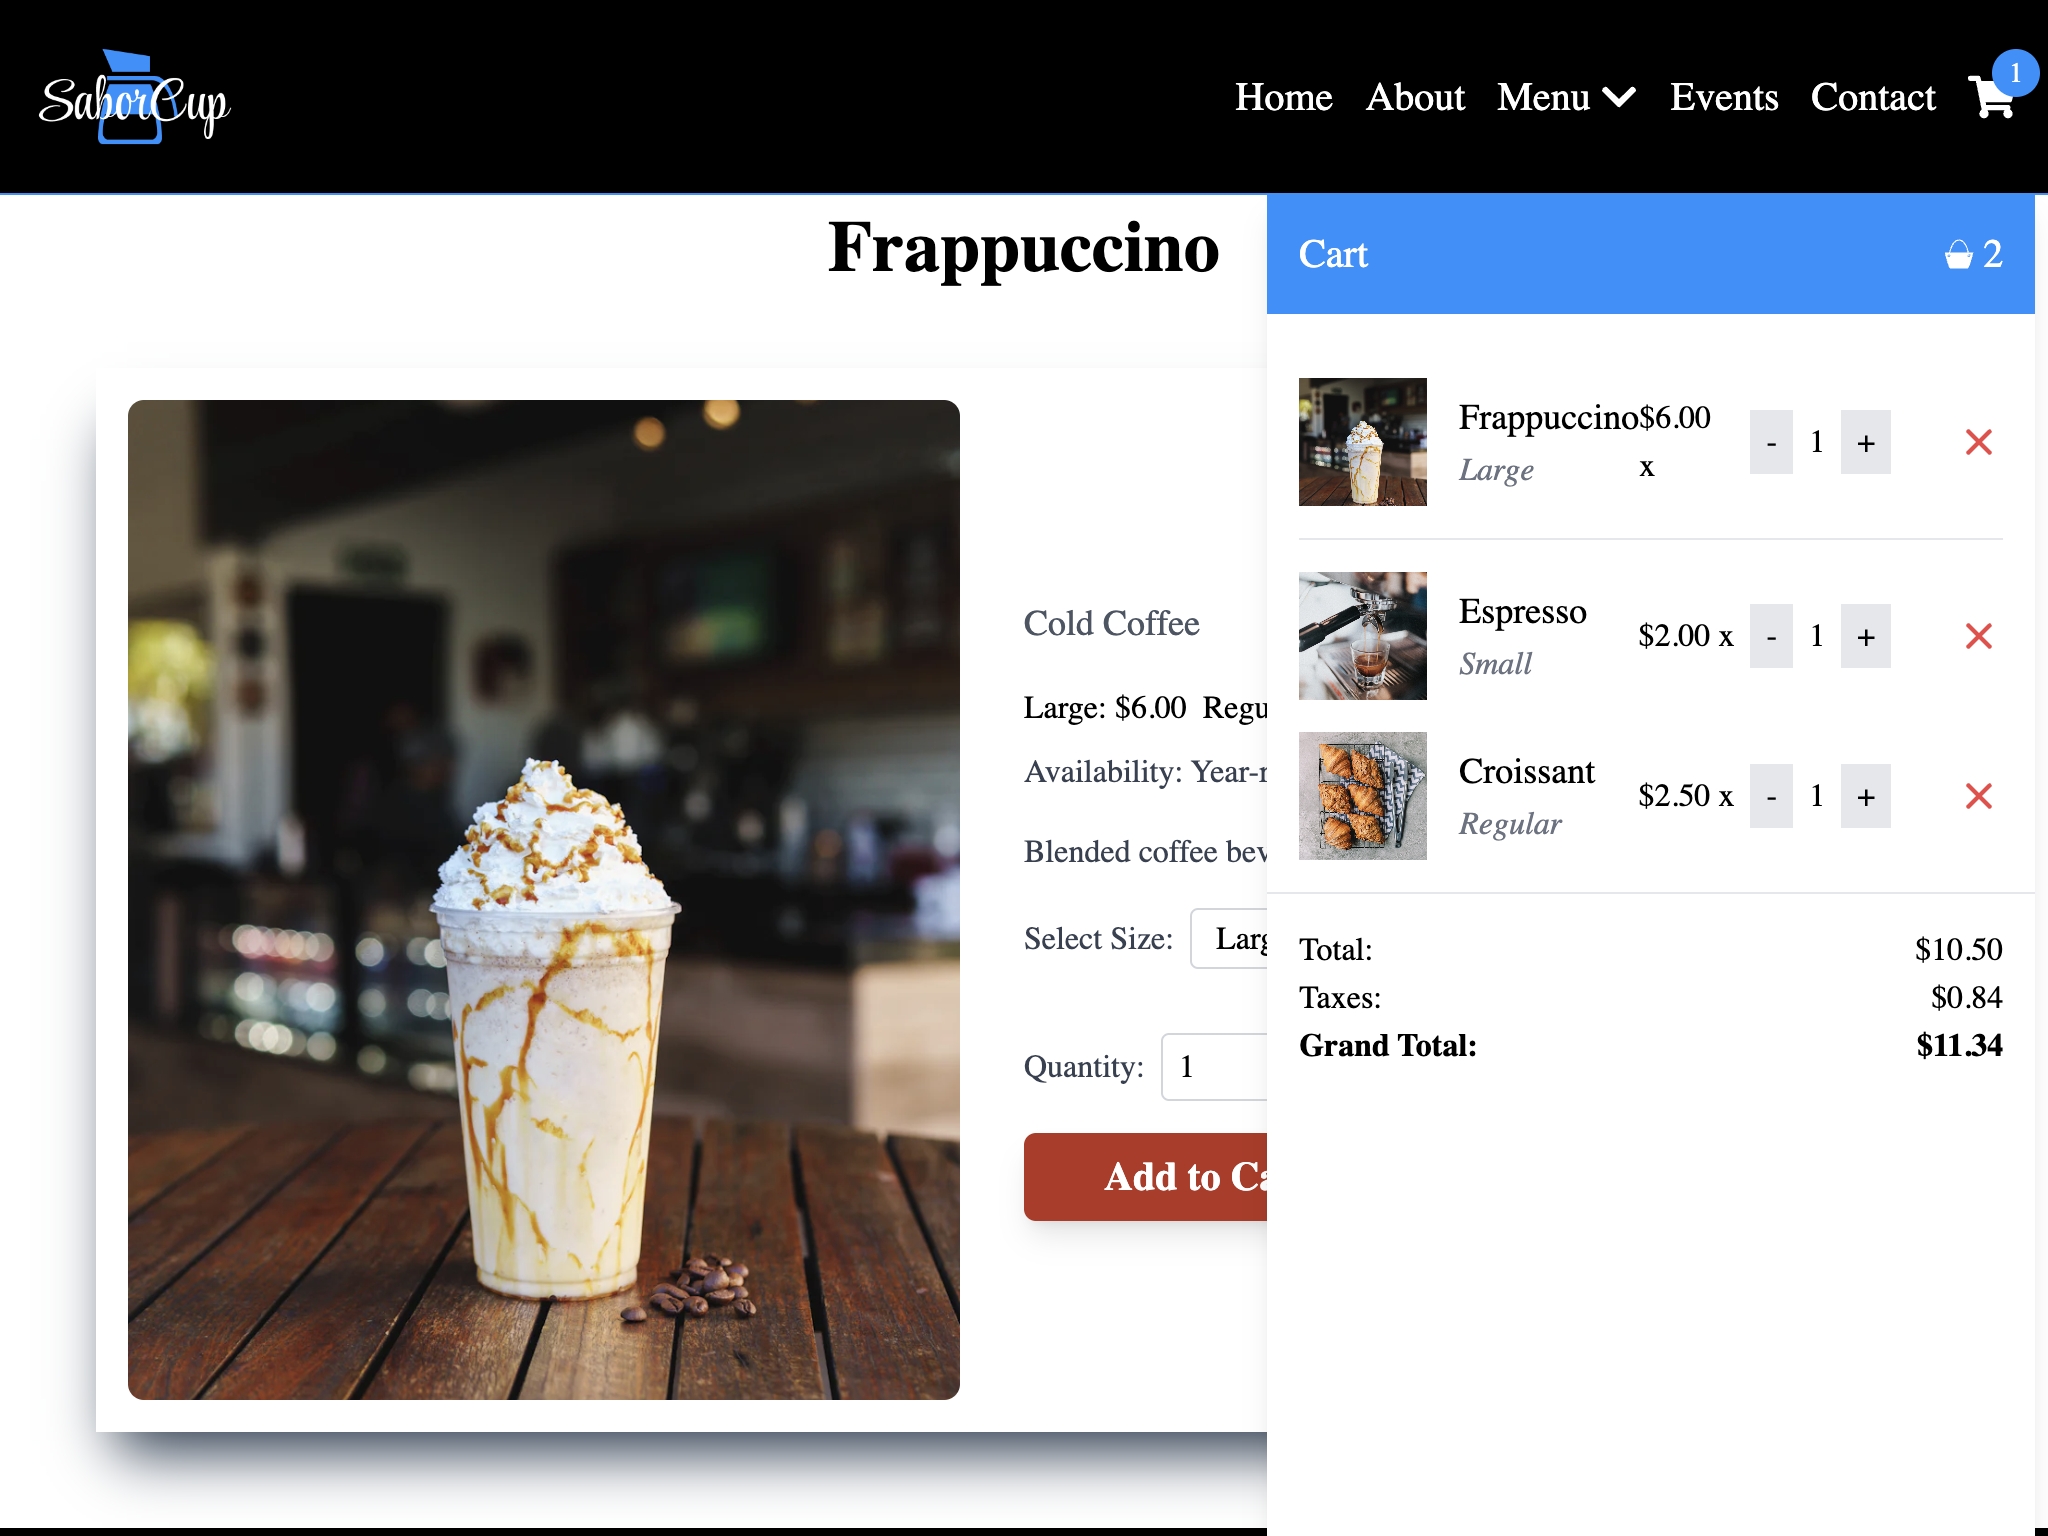 SaborCup
Home About Menu Events Contact 1
Frappuccino
Cart 2
Frappuccino $6.00
Large x - 1 +
Espresso
Small $2.00 x - 1 +
Croissant
Regular $2.50 x - 1 +
Total: $10.50
Taxes: $0.84
Grand Total: $11.34
Cold Coffee
Large: $6.00 Regu
Availability: Year-r
Blended coffee bev
Select Size: Larg
Quantity: 1
Add to Ca